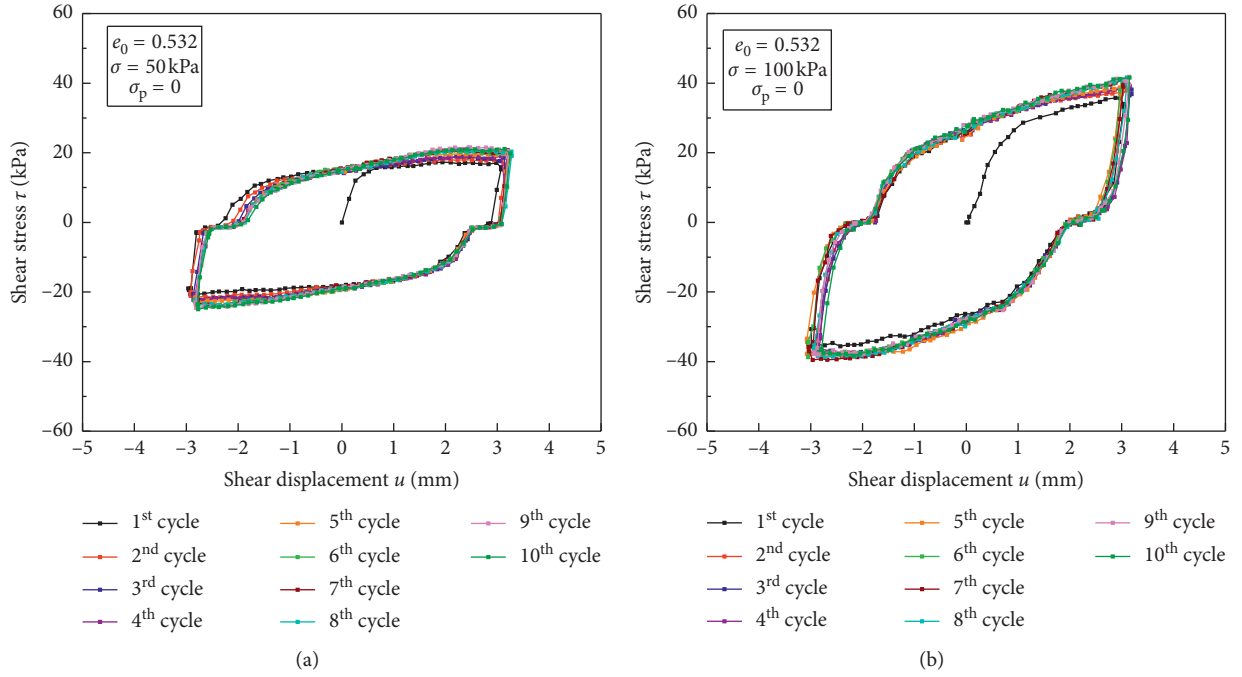 60
40
20
0
–20
–40
–60
Shear stress τ (kPa)
e0 = 0.532
σ = 50 kPa
σp = 0
–5 –4 –3 –2 –1 0 1 2 3 4 5
Shear displacement u (mm)
1st cycle
2nd cycle
3rd cycle
4th cycle
5th cycle
6th cycle
7th cycle
8th cycle
9th cycle
10th cycle
(a)
60
40
20
0
–20
–40
–60
Shear stress τ (kPa)
e0 = 0.532
σ = 100 kPa
σp = 0
–5 –4 –3 –2 –1 0 1 2 3 4 5
Shear displacement u (mm)
1st cycle
2nd cycle
3rd cycle
4th cycle
5th cycle
6th cycle
7th cycle
8th cycle
9th cycle
10th cycle
(b)